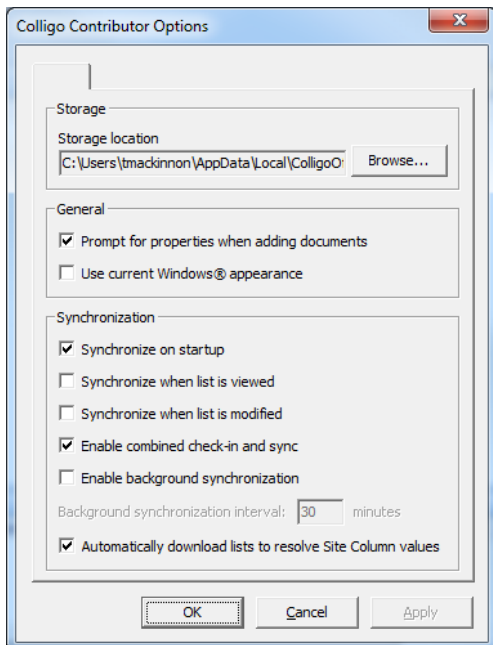 Colligo Contributor Options
Storage
Storage location
C:\Users\tmackinnon\AppData\Local\ColligoO
Browse...
General
Prompt for properties when adding documents
Use current Windows® appearance
Synchronization
Synchronize on startup
Synchronize when list is viewed
Synchronize when list is modified
Enable combined check-in and sync
Enable background synchronization
Background synchronization interval: 30 minutes
Automatically download lists to resolve Site Column values
OK Cancel Apply